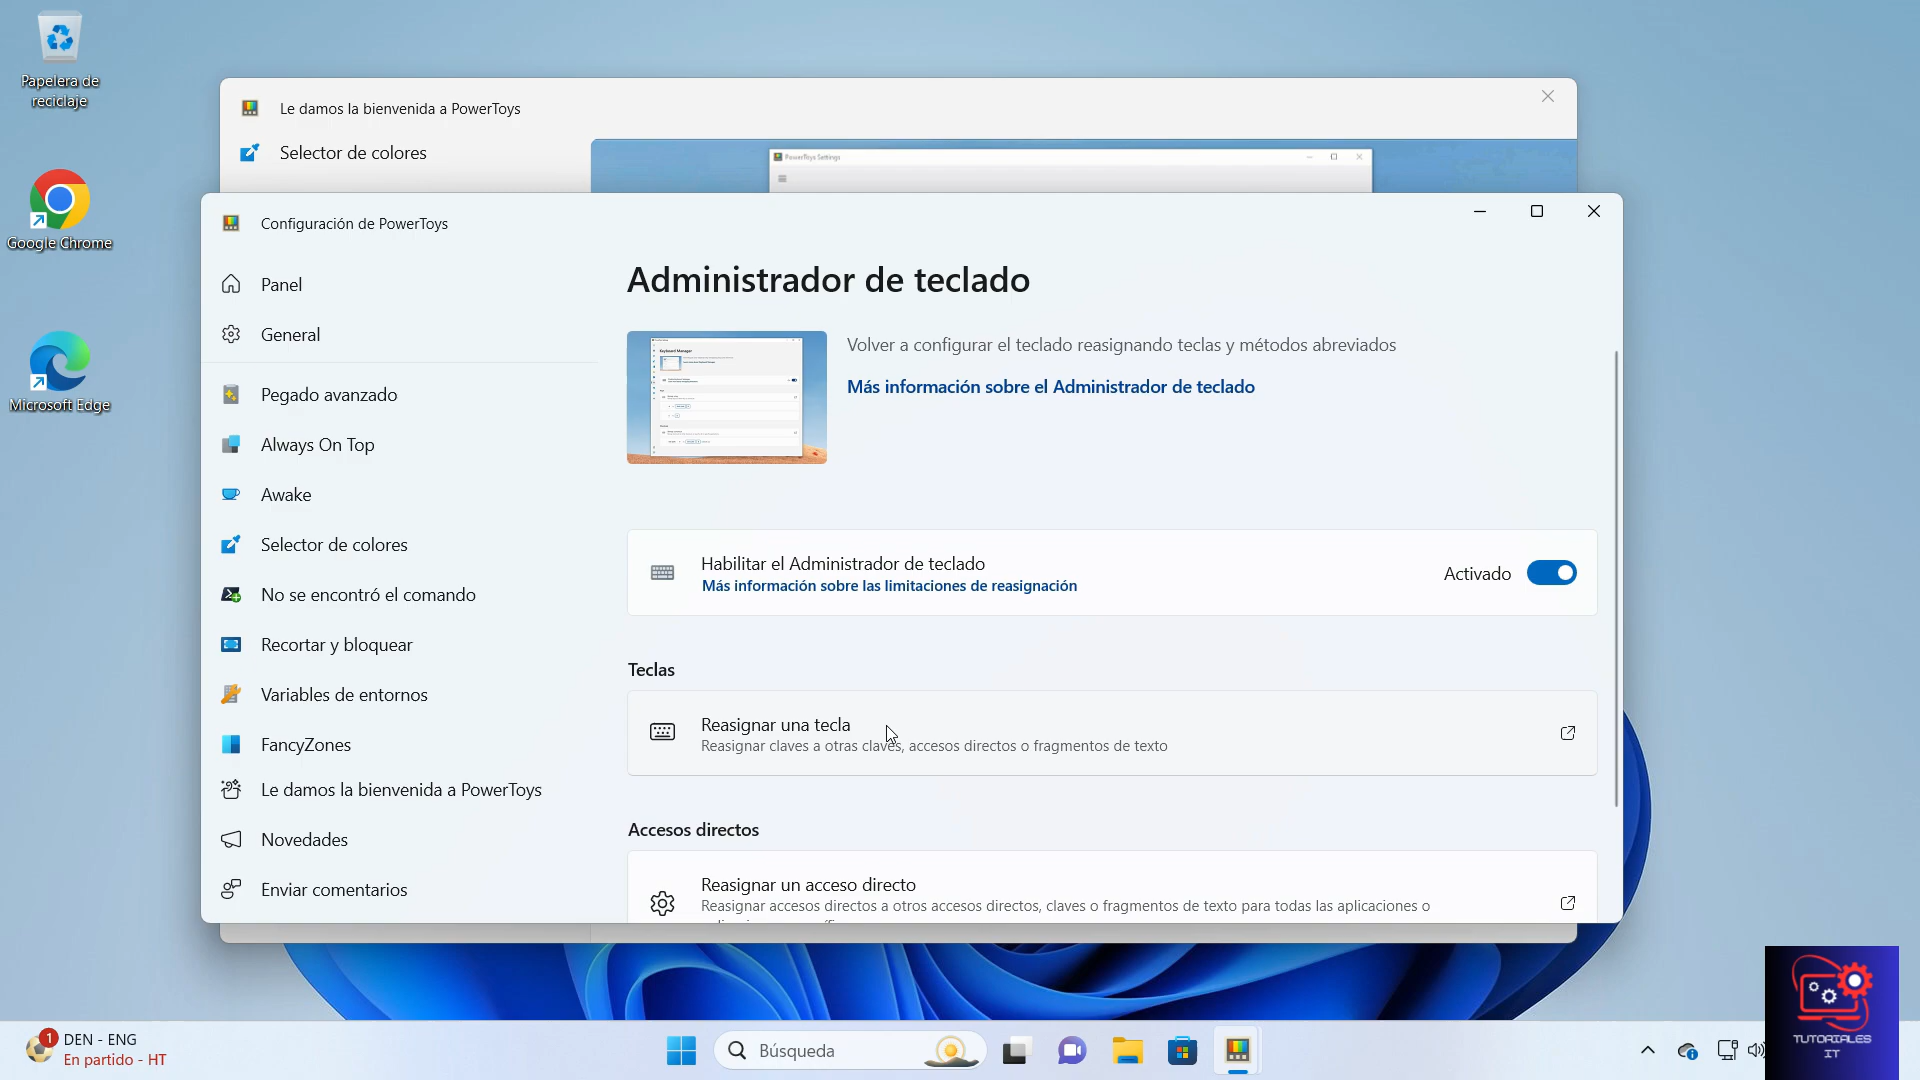 Papelera de
reciclaje
Google Chrome
Microsoft Edge
Le damos la bienvenida a PowerToys
Selector de colores
PowerToys Settings
Configuración de PowerToys
Panel
General
Pegado avanzado
Always On Top
Awake
Selector de colores
No se encontró el comando
Recortar y bloquear
Variables de entornos
FancyZones
Le damos la bienvenida a PowerToys
Novedades
Enviar comentarios
Administrador de teclado
Keyboard Manager
Volver a configurar el teclado reasignando teclas y métodos abreviados
Más información sobre el Administrador de teclado
Habilitar el Administrador de teclado
Más información sobre las limitaciones de reasignación
Activado
Teclas
Reasignar una tecla
Reasignar claves a otras claves, accesos directos o fragmentos de texto
Accesos directos
Reasignar un acceso directo
Reasignar accesos directos a otros accesos directos, claves o fragmentos de texto para todas las aplicaciones o
1
DEN - ENG
En partido - HT
Búsqueda
TUTORIALES
IT